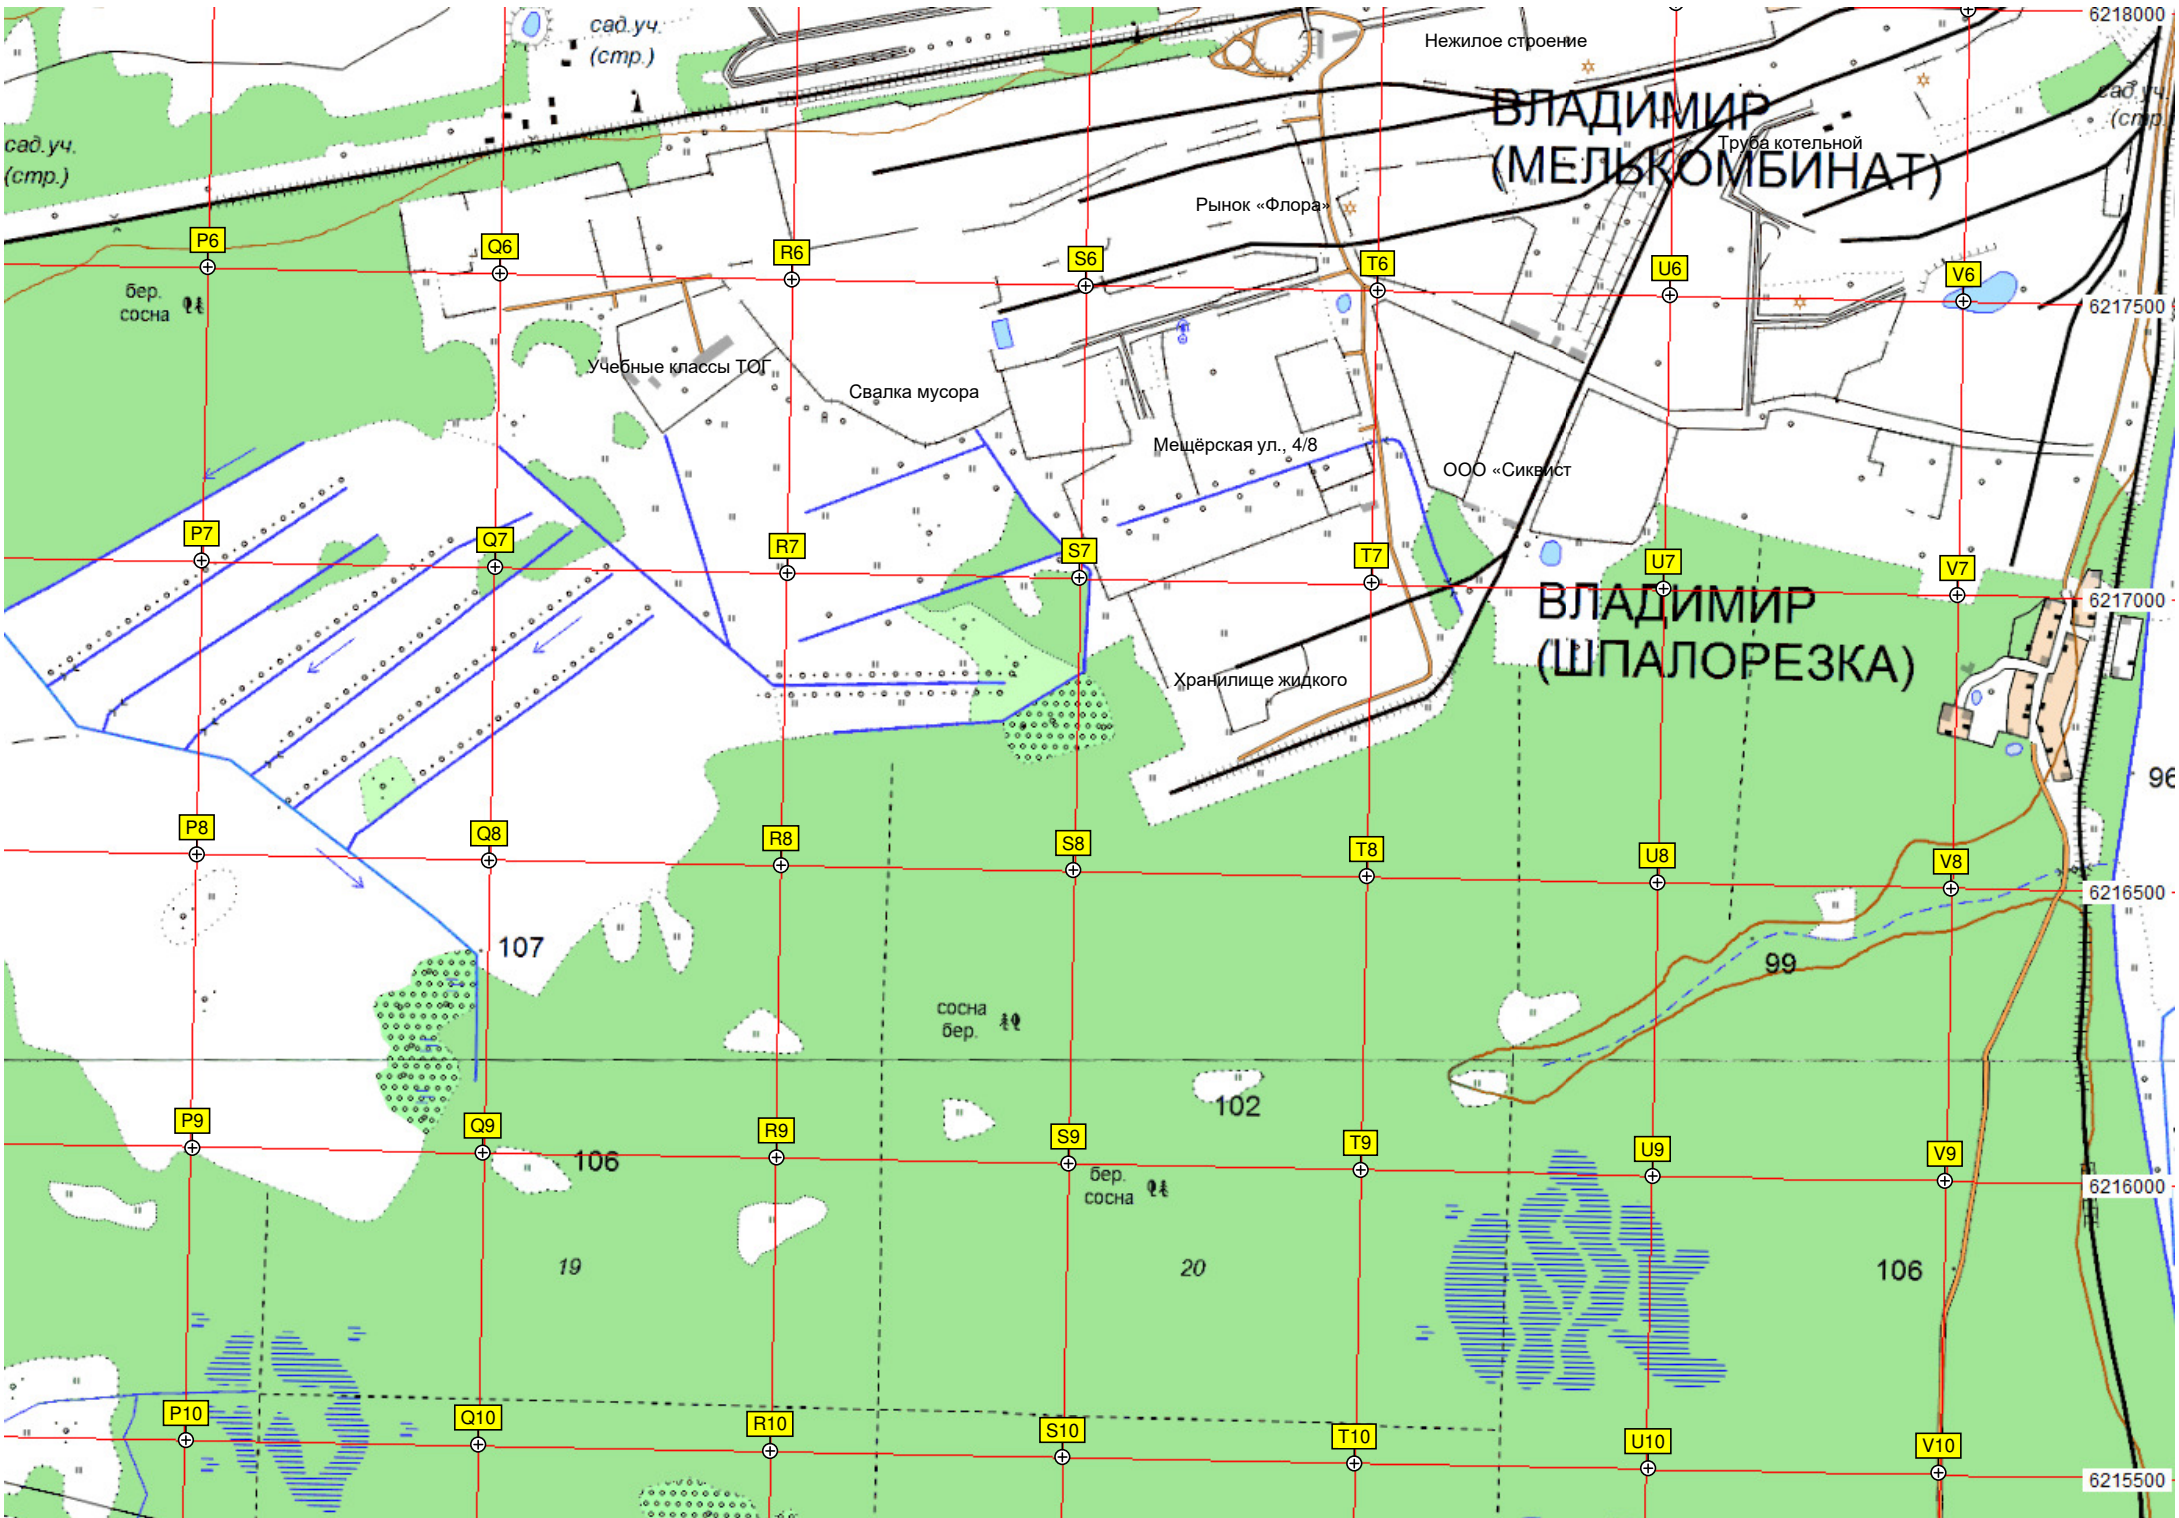 сад.уч.
(стр.)
Нежилое строение
6218000
ВЛАДИМИР
(МЕЛЬКОМБИНАТ)
Труба котельной
сад.уч.
(стр.
сад.уч.
(стр.)
Рынок «Флора»
P6
Q6
R6
S6
T6
U6
V6
6217500
бер.
сосна
Учебные классы ТОГ
Свалка мусора
Мещёрская ул., 4/8
ООО «Сиквист
P7
Q7
R7
S7
T7
U7
V7
6217000
ВЛАДИМИР
(ШПАЛОРЕЗКА)
Хранилище жидкого
96
P8
Q8
R8
S8
T8
U8
V8
6216500
107
99
сосна
бер.
102
P9
Q9
R9
S9
T9
U9
V9
6216000
106
бер.
сосна
19
20
106
P10
Q10
R10
S10
T10
U10
V10
6215500